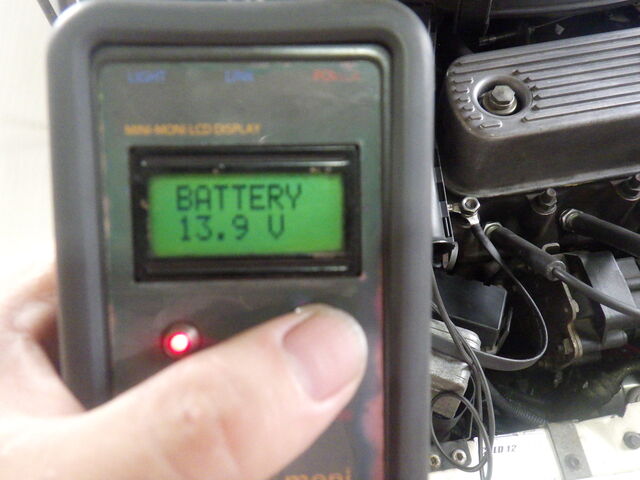 LIGHT LINK
MINI-MONI LCD DISPLAY
BATTERY
13.9 V
moni